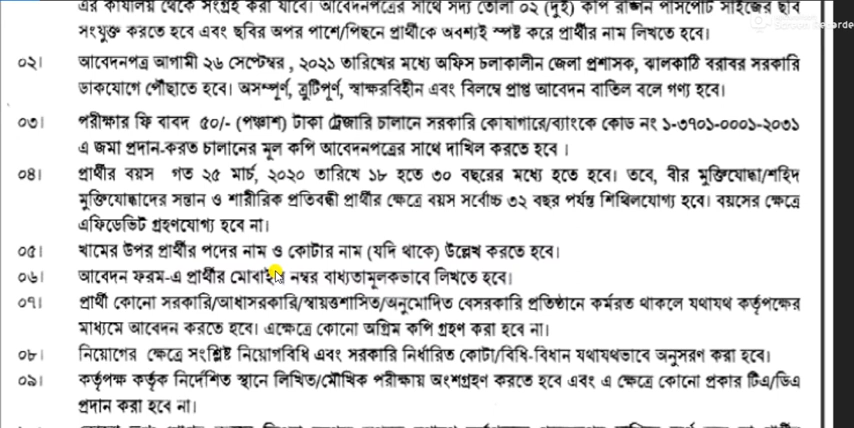 এর কার্যালয় থেকে সংগ্রহ করা যাবে। আবেদনপত্রের সাথে সদ্য তোলা ০২ (দুই) কপি রঙ্গিন পাসপোর্ট সাইজের ছবি
সংযুক্ত করতে হবে এবং ছবির অপর পাশে/পিছনে প্রার্থীকে অবশ্যই স্পষ্ট করে প্রার্থীর নাম লিখতে হবে।
০২। আবেদনপত্র আগামী ২৬ সেপ্টেম্বর, ২০২১ তারিখের মধ্যে অফিস চলাকালীন জেলা প্রশাসক, ঝালকাঠি বরাবর সরকারি
ডাকযোগে পৌঁছাতে হবে। অসম্পূর্ণ, ত্রুটিপূর্ণ, স্বাক্ষরবিহীন এবং বিলম্বে প্রাপ্ত আবেদন বাতিল বলে গণ্য হবে।
০৩। পরীক্ষার ফি বাবদ ৫০/- (পঞ্চাশ) টাকা ট্রেজারি চালানে সরকারি কোষাগারে/ব্যাংকে কোড নং ১-৩৭০১-০০০১-২০৩১
এ জমা প্রদান-করত চালানের মূল কপি আবেদনপত্রের সাথে দাখিল করতে হবে ।
০৪। প্রার্থীর বয়স গত ২৫ মার্চ, ২০২০ তারিখে ১৮ হতে ৩০ বছরের মধ্যে হতে হবে। তবে, বীর মুক্তিযোদ্ধা/শহিদ
মুক্তিযোদ্ধাদের সন্তান ও শারীরিক প্রতিবন্ধী প্রার্থীর ক্ষেত্রে বয়স সর্বোচ্চ ৩২ বছর পর্যন্ত শিথিলযোগ্য হবে। বয়সের ক্ষেত্রে
এফিডেভিট গ্রহণযোগ্য হবে না।
০৫। খামের উপর প্রার্থীর পদের নাম ও কোটার নাম (যদি থাকে) উল্লেখ করতে হবে।
০৬। আবেদন ফরম-এ প্রার্থীর মোবাইল নম্বর বাধ্যতামূলকভাবে লিখতে হবে।
০৭। প্রার্থী কোনো সরকারি/আধাসরকারি/স্বায়ত্তশাসিত/অনুমোদিত বেসরকারি প্রতিষ্ঠানে কর্মরত থাকলে যথাযথ কর্তৃপক্ষের
মাধ্যমে আবেদন করতে হবে। এক্ষেত্রে কোনো অগ্রিম কপি গ্রহণ করা হবে না।
০৮। নিয়োগের ক্ষেত্রে সংশ্লিষ্ট নিয়োগবিধি এবং সরকারি নির্ধারিত কোটা/বিধি-বিধান যথাযথভাবে অনুসরণ করা হবে।
০৯। কর্তৃপক্ষ কর্তৃক নির্দেশিত স্থানে লিখিত/মৌখিক পরীক্ষায় অংশগ্রহণ করতে হবে এবং এ ক্ষেত্রে কোনো প্রকার টিএ/ডিএ
প্রদান করা হবে না।